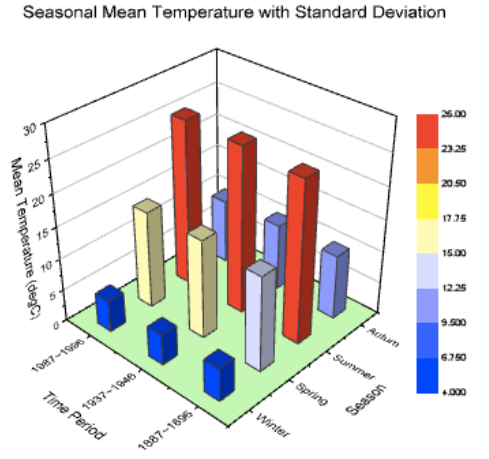 Seasonal Mean Temperature with Standard Deviation
30
25
20
15
10
5
0
Mean Temperature (degC)
1987~1996
1937~1946
1887~1896
Time Period
Winter
Spring
Summer
Autum
Season
26.00
23.25
20.50
17.75
15.00
12.25
9.500
6.750
4.000